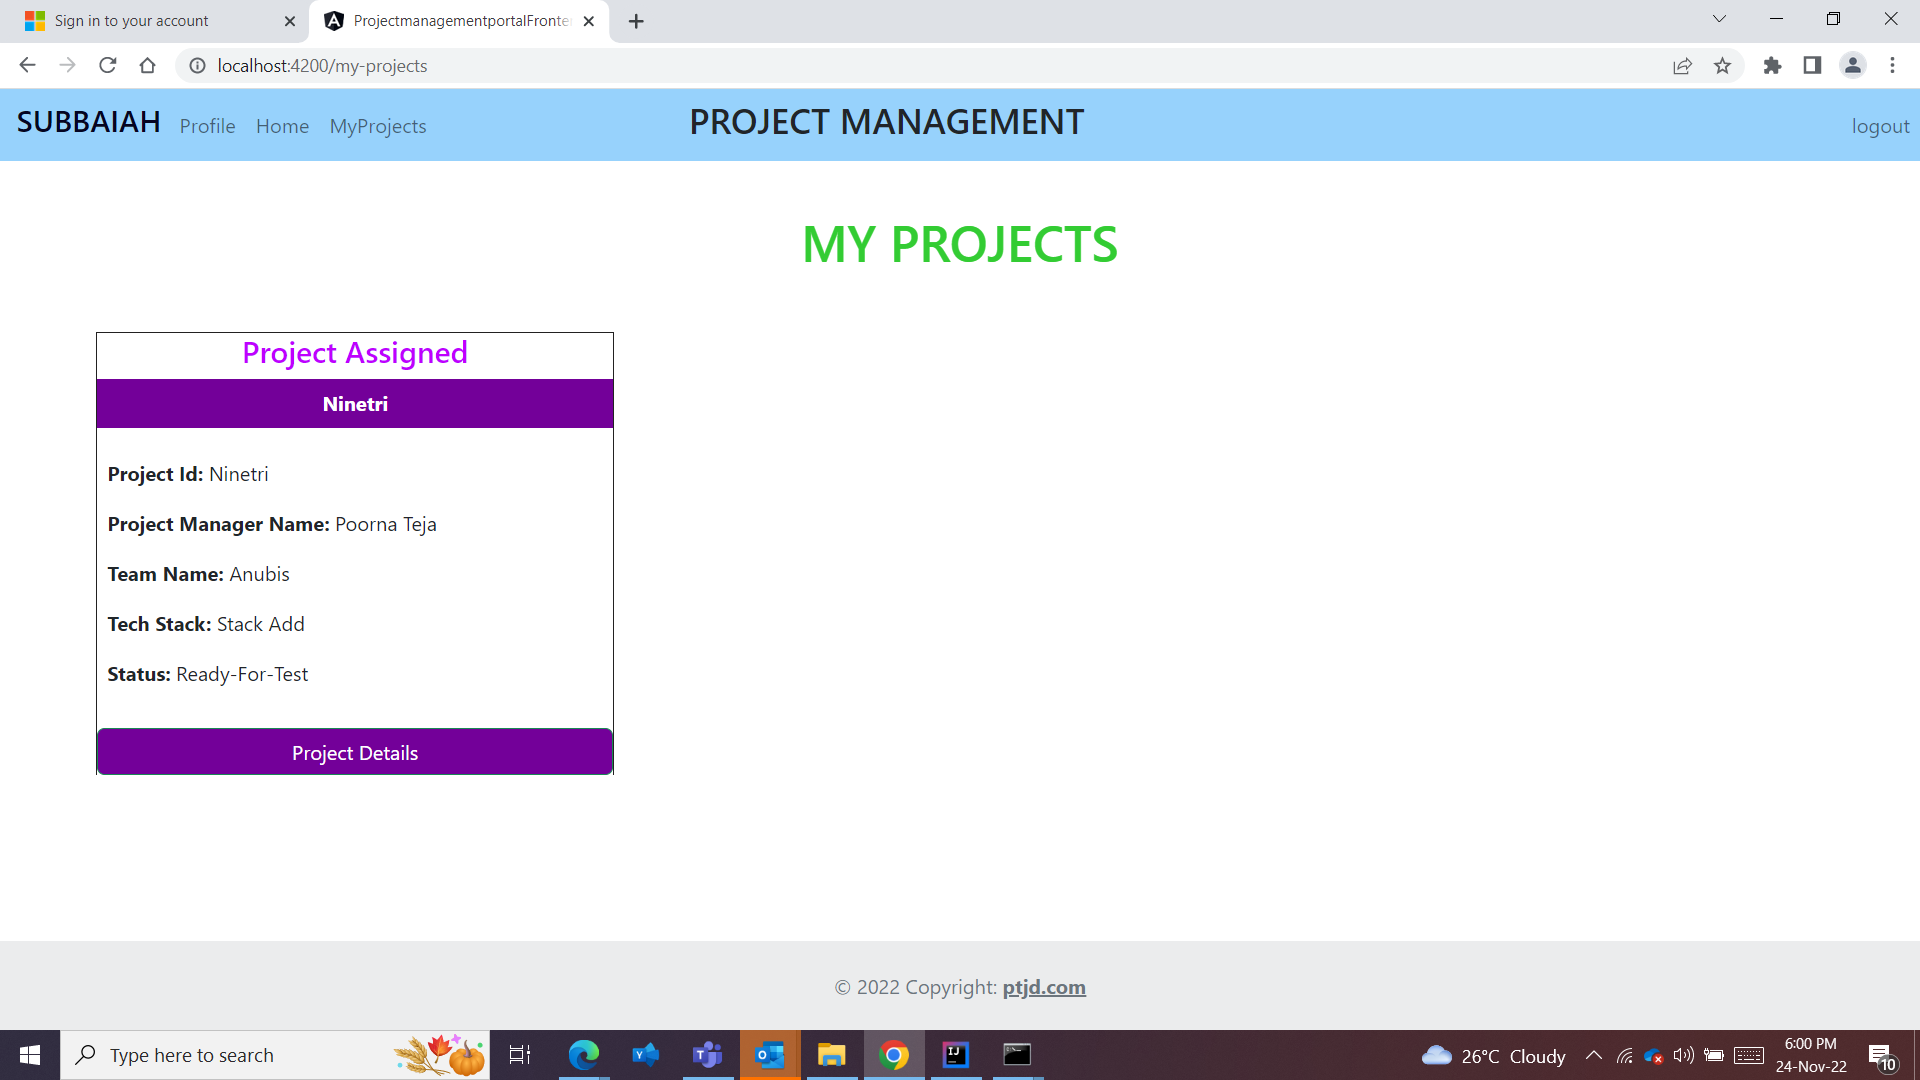 Sign in to your account
ProjectmanagementportalFronte
localhost:4200/my-projects
SUBBAIAH Profile Home MyProjects PROJECT MANAGEMENT logout
MY PROJECTS
Project Assigned
Ninetri
Project Id: Ninetri
Project Manager Name: Poorna Teja
Team Name: Anubis
Tech Stack: Stack Add
Status: Ready-For-Test
Project Details
© 2022 Copyright: ptjd.com
Type here to search
26°C Cloudy
6:00 PM
24-Nov-22
10